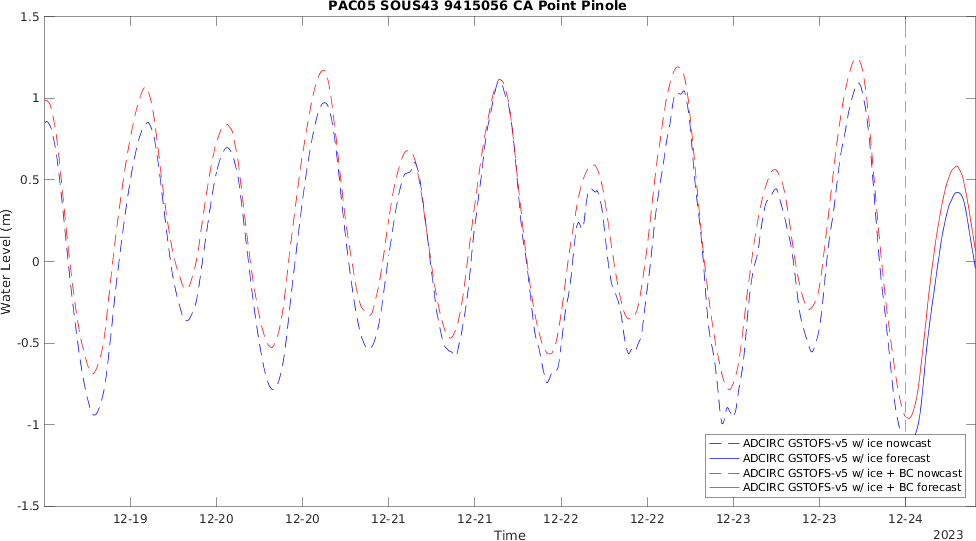 PAC05 SOUS43 9415056 CA Point Pinole
1.5
1
0.5
0
-0.5
-1
-1.5
Water Level (m)
ADCIRC GSTOFS-v5 w/ ice nowcast
ADCIRC GSTOFS-v5 w/ ice forecast
ADCIRC GSTOFS-v5 w/ ice + BC nowcast
ADCIRC GSTOFS-v5 w/ ice + BC forecast
12-19 12-20 12-20 12-21 12-21 12-22 12-22 12-23 12-23 12-24
Time
2023